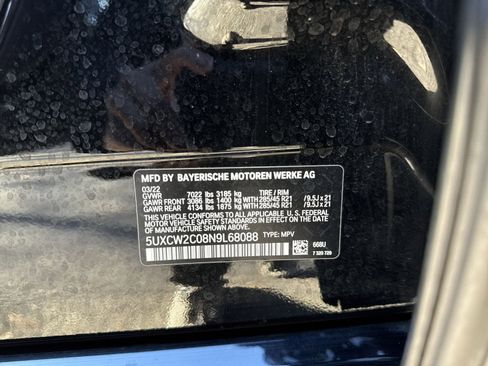 MFD BY BAYERISCHE MOTOREN WERKE AG
03/22
GVWR 7022 lbs 3185 kg TIRE / RIM
GAWR FRONT 3086 lbs 1400 KG WITH 285/45 R21 /9.5J x 21
GAWR REAR 4134 lbs 1875 KG WITH 285/45 R21 /9.5J x 21
THIS VEHICLE CONFORMS TO ALL APPLICABLE U.S. FEDERAL
MOTOR VEHICLE SAFETY STANDARDS IN EFFECT ON THE
DATE OF MANUFACTURE SHOWN ABOVE.
5UXCW2C08N9L68088 TYPE: MPV
668U
7 320 720